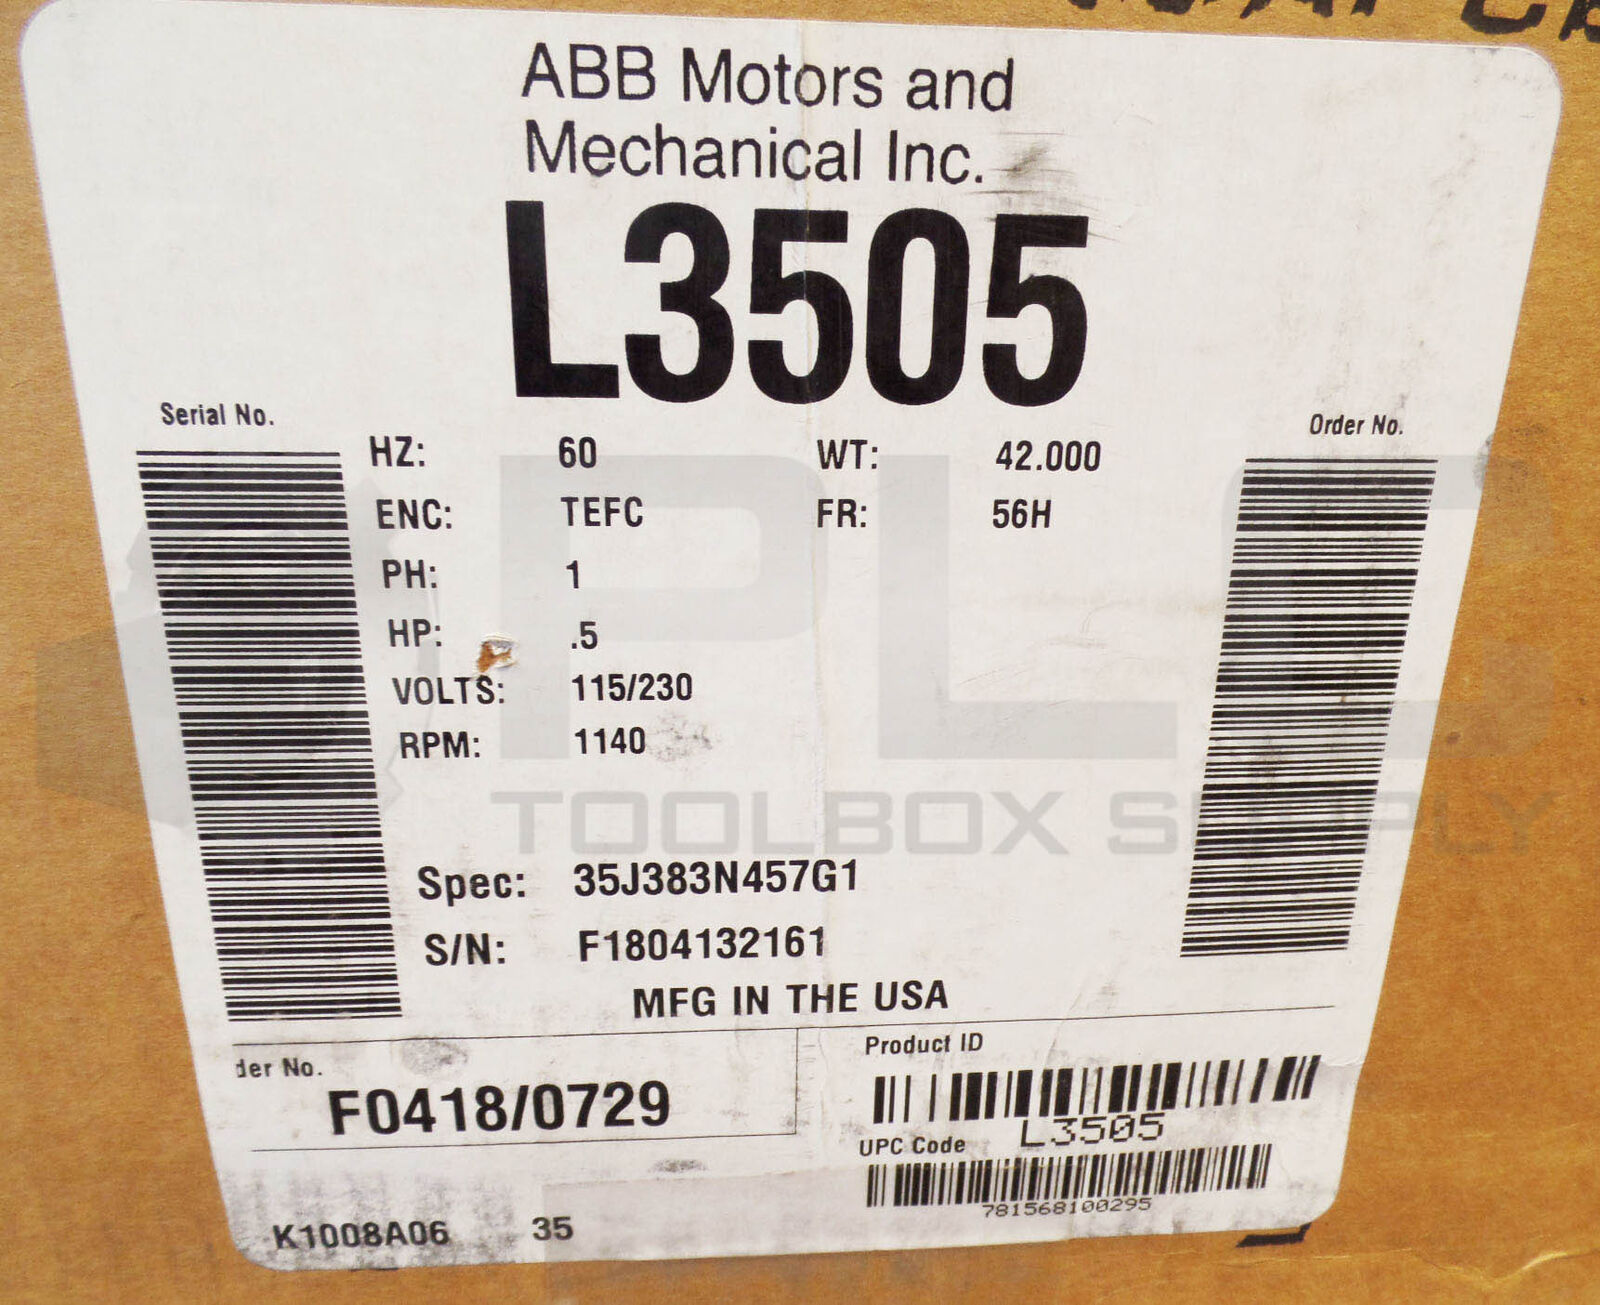 ABB Motors and
Mechanical Inc.
L3505
Serial No.
Order No.
HZ: 60 WT: 42.000
ENC: TEFC FR: 56H
PH: 1
HP: .5
VOLTS: 115/230
RPM: 1140
PLC
TOOLBOX SUPPLY
Spec: 35J383N457G1
S/N: F1804132161
MFG IN THE USA
der No.
F0418/0729
Product ID
L3505
UPC Code
781568100295
K1008A06 35